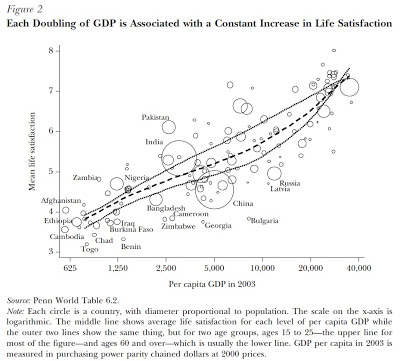 Figure 2
Each Doubling of GDP is Associated with a Constant Increase in Life Satisfaction
Mean life satisfaction
8
7
6
5
4
3
Pakistan
India
Zambia
Nigeria
Afghanistan
Ethiopia
Cambodia
Iraq
Burkina Faso
Chad
Togo
Benin
Bangladesh
Cameroon
Zimbabwe
Georgia
China
Bulgaria
Russia
Latvia
625 1,250 2,500 5,000 10,000 20,000 40,000
Per capita GDP in 2003
Source: Penn World Table 6.2.
Note: Each circle is a country, with diameter proportional to population. The scale on the x-axis is
logarithmic. The middle line shows average life satisfaction for each level of per capita GDP while
the outer two lines show the same thing, but for two age groups, ages 15 to 25—the upper line for
most of the figure—and ages 60 and over—which is usually the lower line. GDP per capita in 2003 is
measured in purchasing power parity chained dollars at 2000 prices.